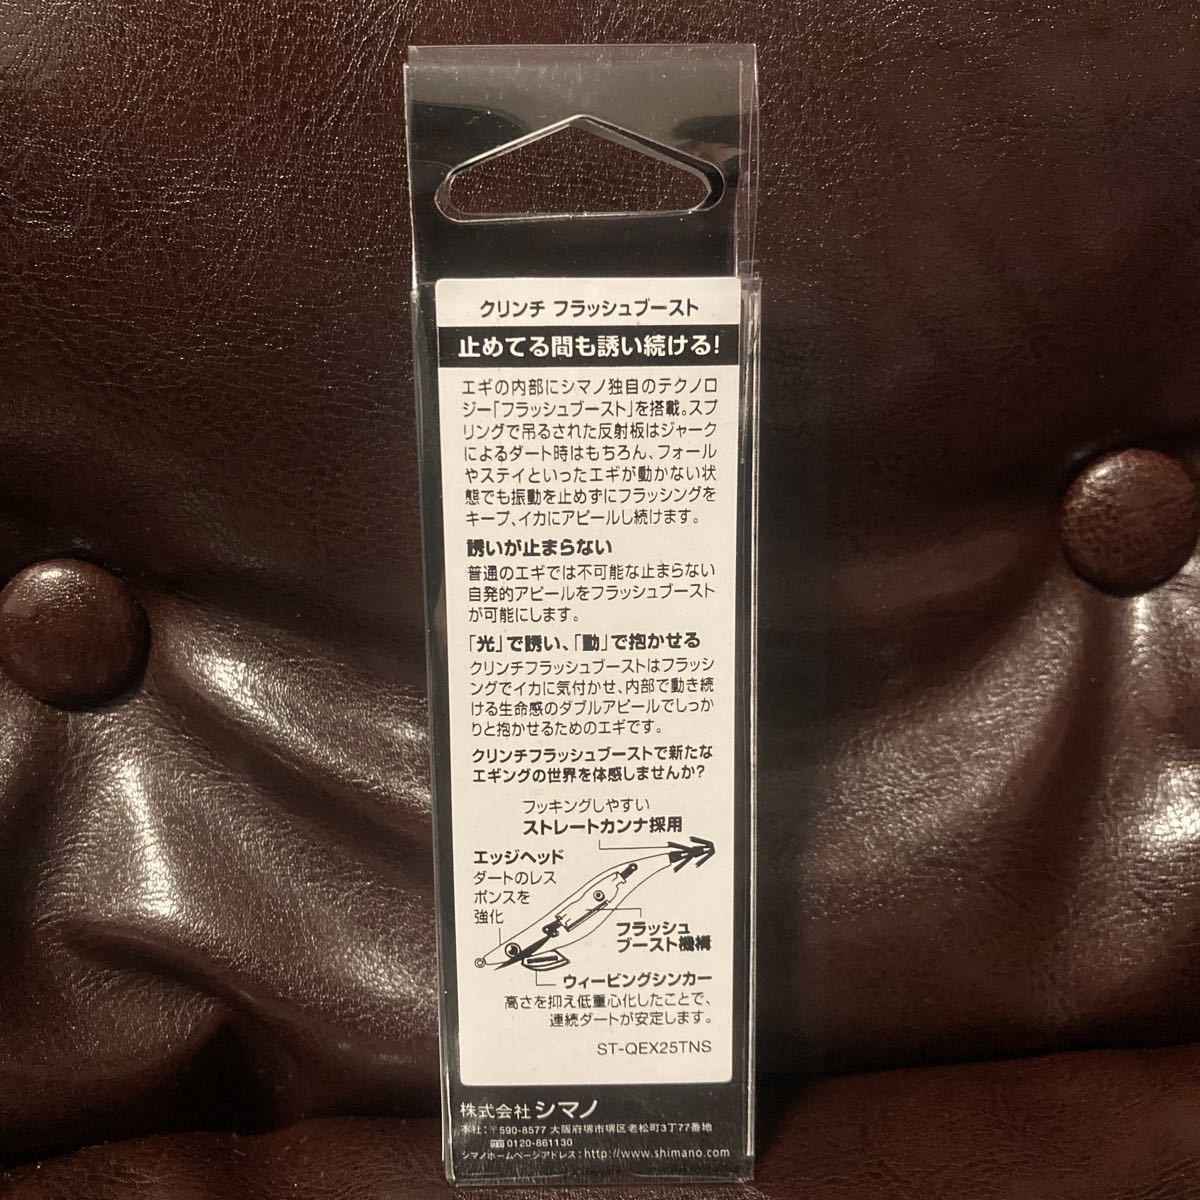 クリンチ フラッシュブースト
止めてる間も誘い続ける!
エギの内部にシマノ独自のテクノロ
ジー「フラッシュブースト」を搭載。スプ
リングで吊るされた反射板はジャーク
によるダート時はもちろん、フォール
やステイといったエギが動かない状
態でも振動を止めずにフラッシングを
キープ、イカにアピールし続けます。
誘いが止まらない
普通のエギでは不可能な止まらない
自発的アピールをフラッシュブースト
が可能にします。
「光」で誘い、「動」で抱かせる
クリンチフラッシュブーストはフラッシ
ングでイカに気付かせ、内部で動き続
ける生命感のダブルアピールでしっか
りと抱かせるためのエギです。
クリンチフラッシュブーストで新たな
エギングの世界を体感しませんか?
フッキングしやすい
ストレートカンナ採用
エッジヘッド
ダートのレス
ポンスを
強化
フラッシュ
ブースト機構
ウィービングシンカー
高さを抑え低重心化したことで、
連続ダートが安定します。
ST-QEX25TNS
株式会社 シマノ
本社:〒590-8577 大阪府堺市堺区老松町3丁77番地
0120-861130
シマノホームページアドレス:http://www.shimano.com